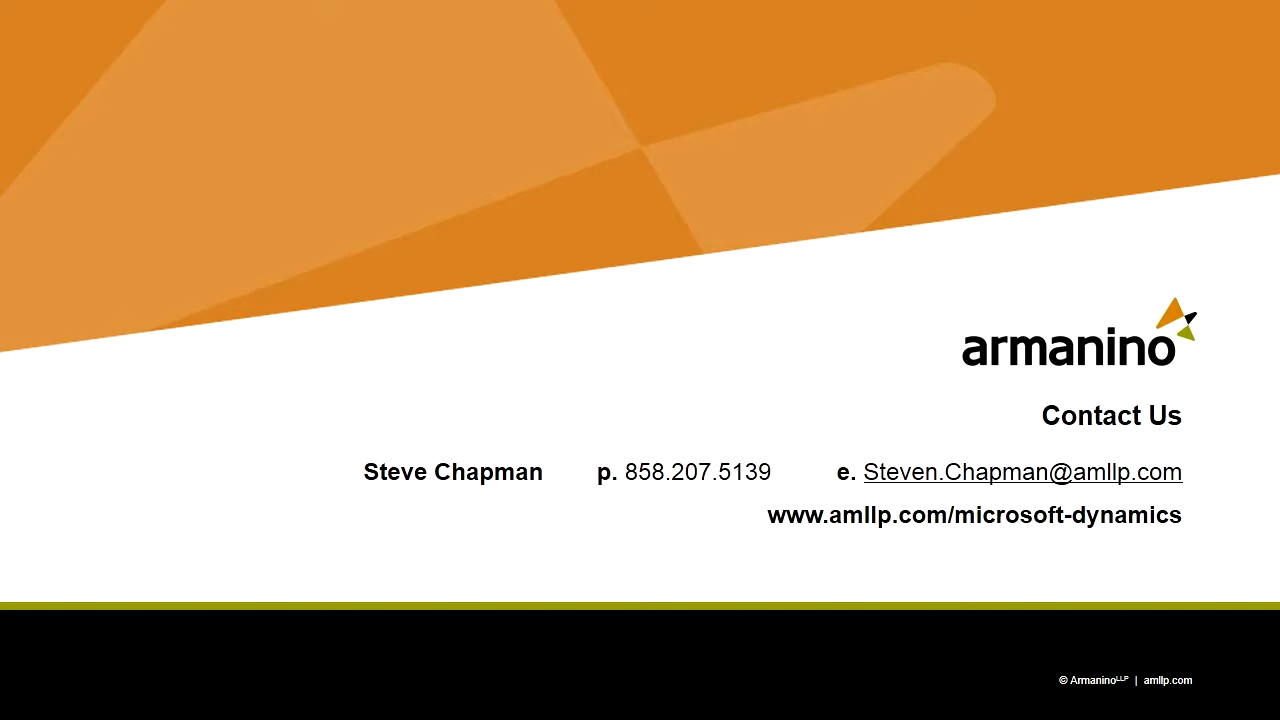 armanino
Contact Us
Steve Chapman p. 858.207.5139 e. Steven.Chapman@amllp.com
www.amllp.com/microsoft-dynamics
© ArmaninoLLP | amllp.com